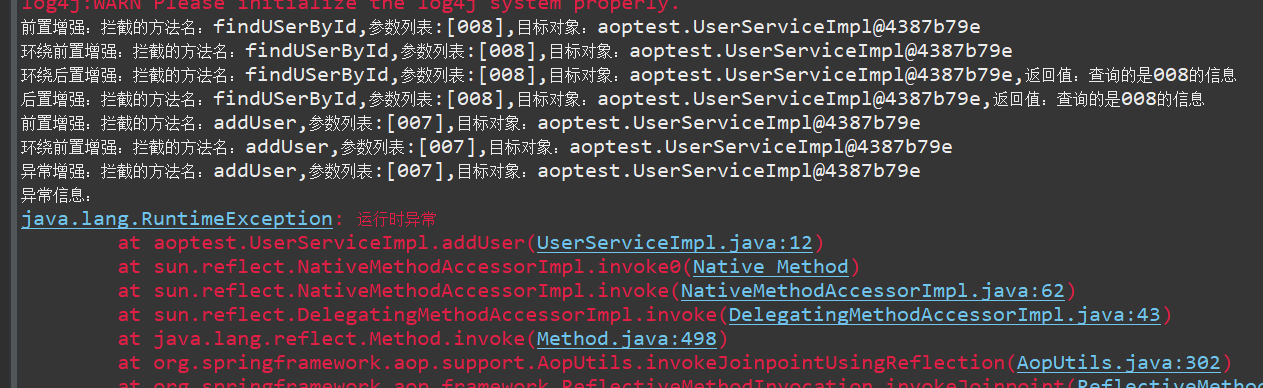 log4j:WARN Please initialize the log4j system properly.
前置增强：拦截的方法名：findUSerById,参数列表:[008],目标对象：aoptest.UserServiceImpl@4387b79e
环绕前置增强：拦截的方法名：findUSerById,参数列表:[008],目标对象：aoptest.UserServiceImpl@4387b79e
环绕后置增强：拦截的方法名：findUSerById,参数列表:[008],目标对象：aoptest.UserServiceImpl@4387b79e,返回值：查询的是008的信息
后置增强：拦截的方法名：findUSerById,参数列表:[008],目标对象：aoptest.UserServiceImpl@4387b79e,返回值：查询的是008的信息
前置增强：拦截的方法名：addUser,参数列表:[007],目标对象：aoptest.UserServiceImpl@4387b79e
环绕前置增强：拦截的方法名：addUser,参数列表:[007],目标对象：aoptest.UserServiceImpl@4387b79e
异常增强：拦截的方法名：addUser,参数列表:[007],目标对象：aoptest.UserServiceImpl@4387b79e
异常信息：
java.lang.RuntimeException: 运行时异常
at aoptest.UserServiceImpl.addUser(UserServiceImpl.java:12)
at sun.reflect.NativeMethodAccessorImpl.invoke0(Native Method)
at sun.reflect.NativeMethodAccessorImpl.invoke(NativeMethodAccessorImpl.java:62)
at sun.reflect.DelegatingMethodAccessorImpl.invoke(DelegatingMethodAccessorImpl.java:43)
at java.lang.reflect.Method.invoke(Method.java:498)
at org.springframework.aop.support.AopUtils.invokeJoinpointUsingReflection(AopUtils.java:302)
at org.springframework.aop.framework.ReflectiveMethodInvocation.invokeJoinpoint(ReflectiveMethod